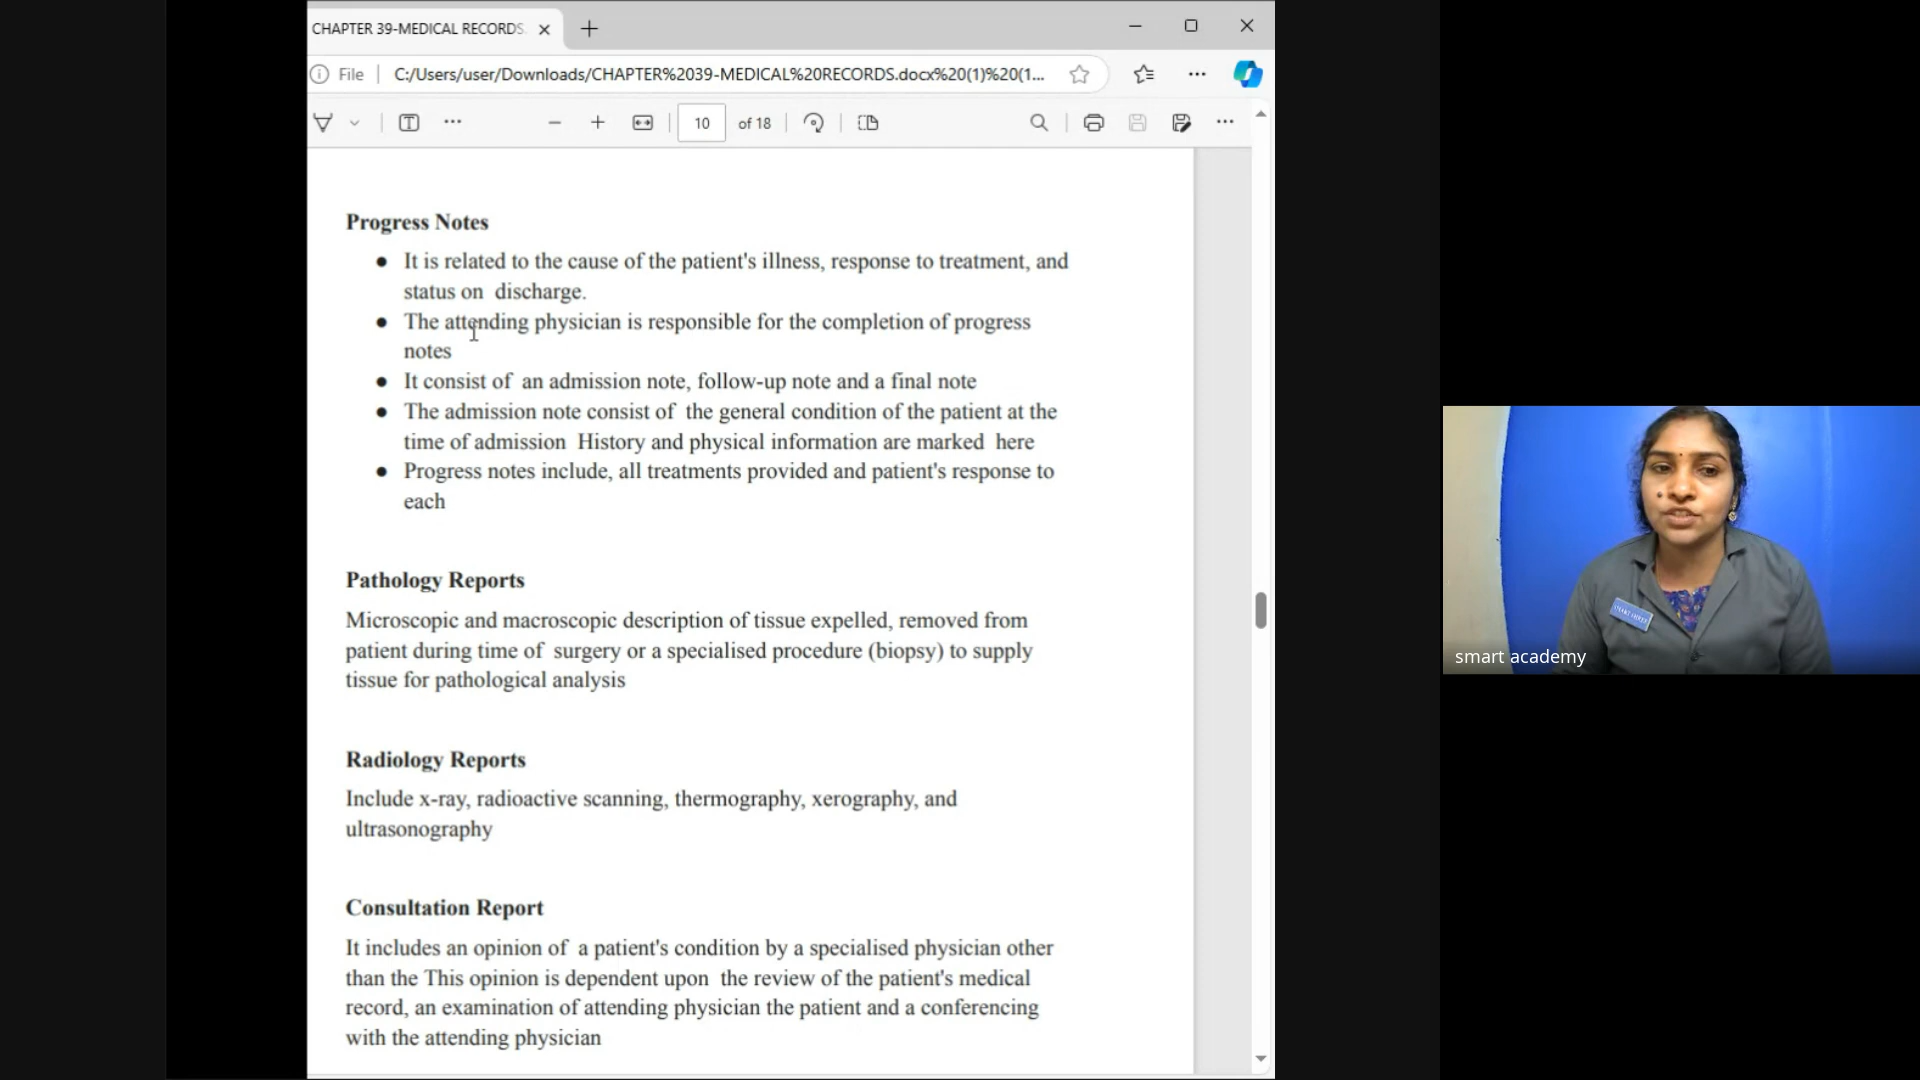 CHAPTER 39-MEDICAL RECORDS.
File
C:/Users/user/Downloads/CHAPTER%2039-MEDICAL%20RECORDS.docx%20(1)%20(1...
10 of 18
Progress Notes
● It is related to the cause of the patient's illness, response to treatment, and
status on discharge.
● The attending physician is responsible for the completion of progress
notes
● It consist of an admission note, follow-up note and a final note
● The admission note consist of the general condition of the patient at the
time of admission History and physical information are marked here
● Progress notes include, all treatments provided and patient's response to
each
Pathology Reports
Microscopic and macroscopic description of tissue expelled, removed from
patient during time of surgery or a specialised procedure (biopsy) to supply
tissue for pathological analysis
Radiology Reports
Include x-ray, radioactive scanning, thermography, xerography, and
ultrasonography
Consultation Report
It includes an opinion of a patient's condition by a specialised physician other
than the This opinion is dependent upon the review of the patient's medical
record, an examination of attending physician the patient and a conferencing
with the attending physician
smart academy